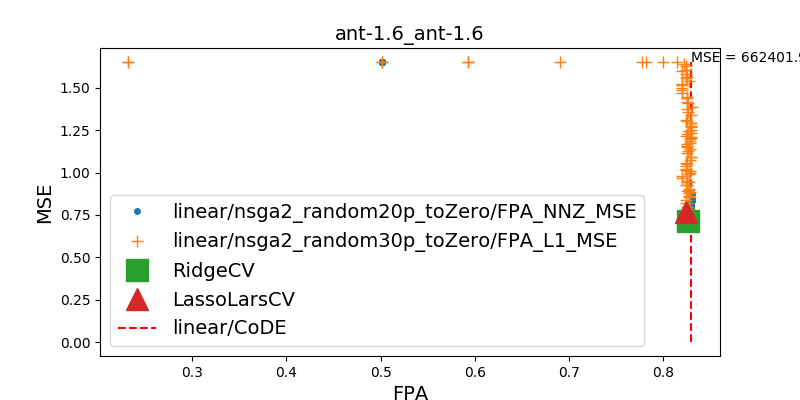 ant-1.6_ant-1.6
MSE = 662401.9
1.50
1.25
1.00
0.75
0.50
0.25
0.00
MSE
linear/nsga2_random20p_toZero/FPA_NNZ_MSE
linear/nsga2_random30p_toZero/FPA_L1_MSE
RidgeCV
LassoLarsCV
linear/CoDE
0.3 0.4 0.5 0.6 0.7 0.8
FPA